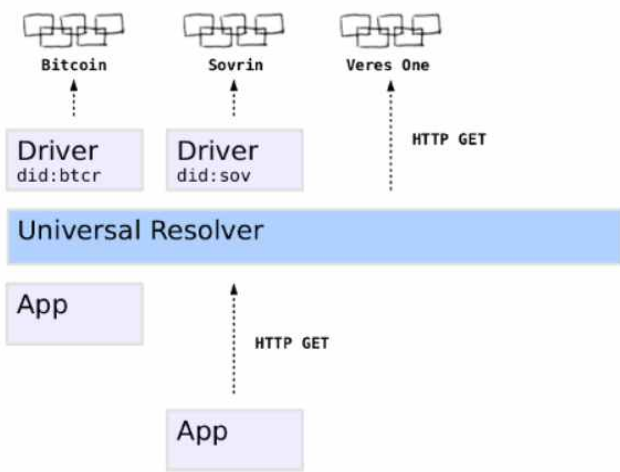 Bitcoin
Sovrin
Veres One
HTTP GET
Driver
did:btcr
Driver
did:sov
Universal Resolver
App
HTTP GET
App